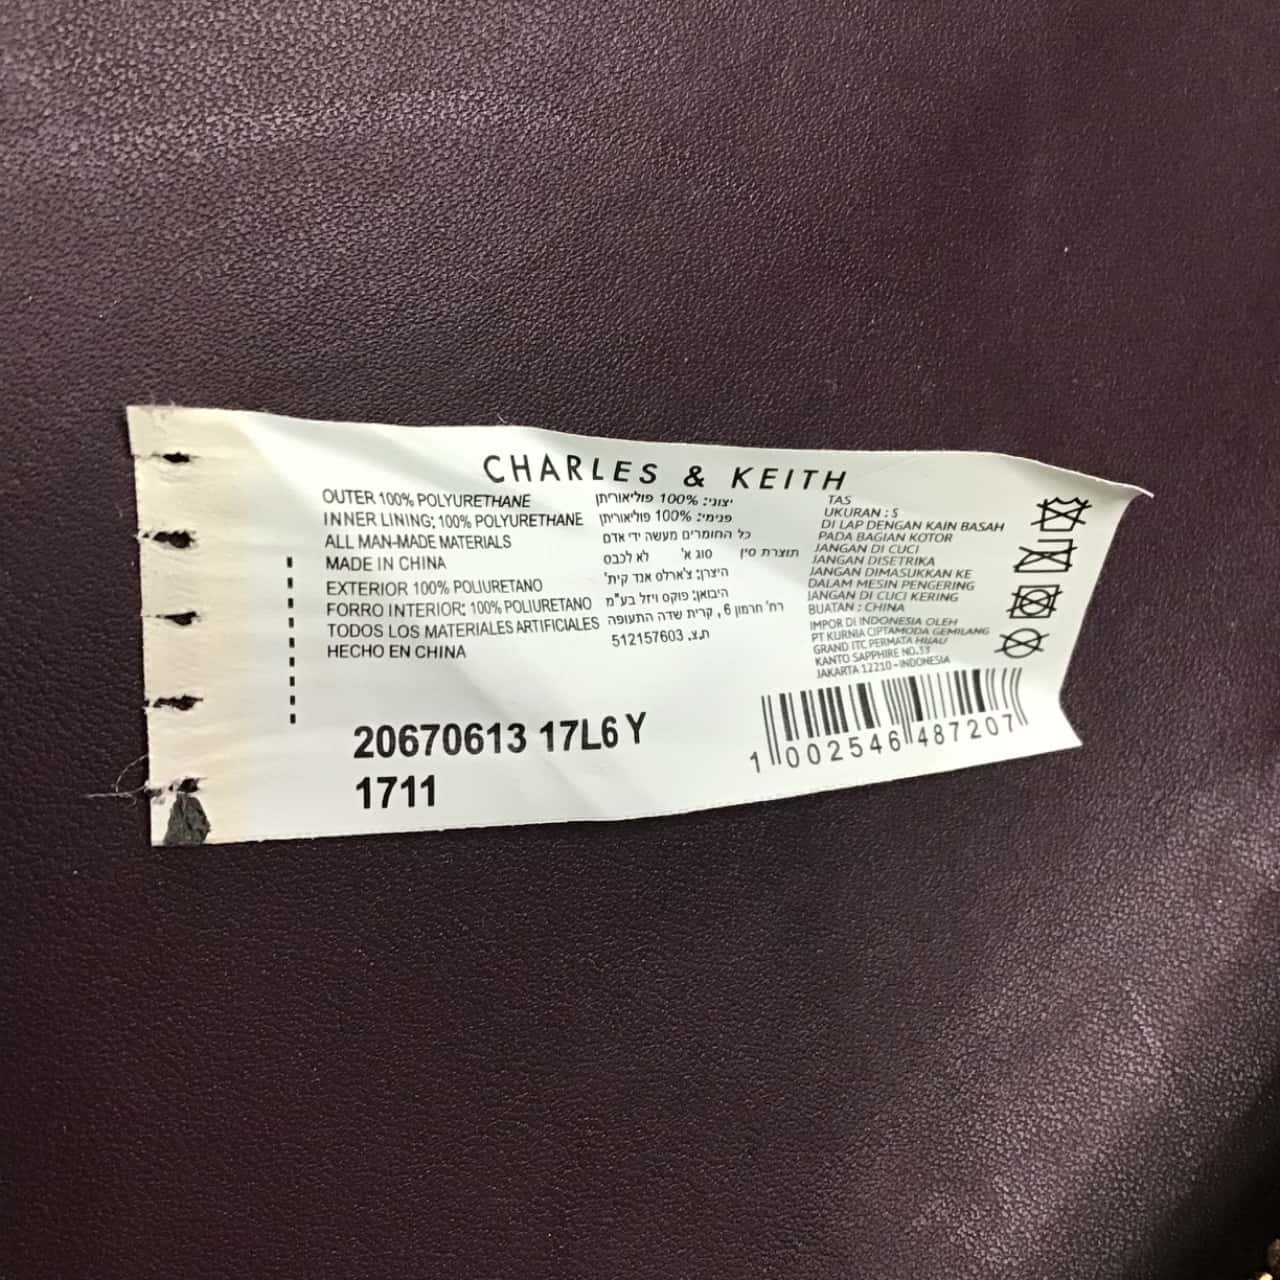 CHARLES & KEITH
OUTER 100% POLYURETHANE
INNER LINING: 100% POLYURETHANE
ALL MAN-MADE MATERIALS
MADE IN CHINA
EXTERIOR 100% POLIURETANO
FORRO INTERIOR: 100% POLIURETANO
TODOS LOS MATERIALES ARTIFICIALES
HECHO EN CHINA
יצוני: 100% פוליאוריתן
פנימי: 100% פוליאוריתן
כל החומרים מעשה ידי אדם
תוצרת סין סוג א' לא לכבס
היצרן: צ'ארלס אנד קית'
היבואן: פוקס ויזל בע"מ
רח' חרמון 6, קרית שדה התעופה
ת.צ. 512157603
TAS
UKURAN : S
DI LAP DENGAN KAIN BASAH
PADA BAGIAN KOTOR
JANGAN DI CUCI
JANGAN DISETRIKA
JANGAN DIMASUKKAN KE
DALAM MESIN PENGERING
JANGAN DI CUCI KERING
BUATAN : CHINA
IMPOR DI INDONESIA OLEH
PT KURNIA CIPTAMODA GEMILANG
GRAND ITC PERMATA HIJAU
KANTO SAPPHIRE NO.33
JAKARTA 12210 - INDONESIA
20670613 17L6 Y
1711
1 002546 487207